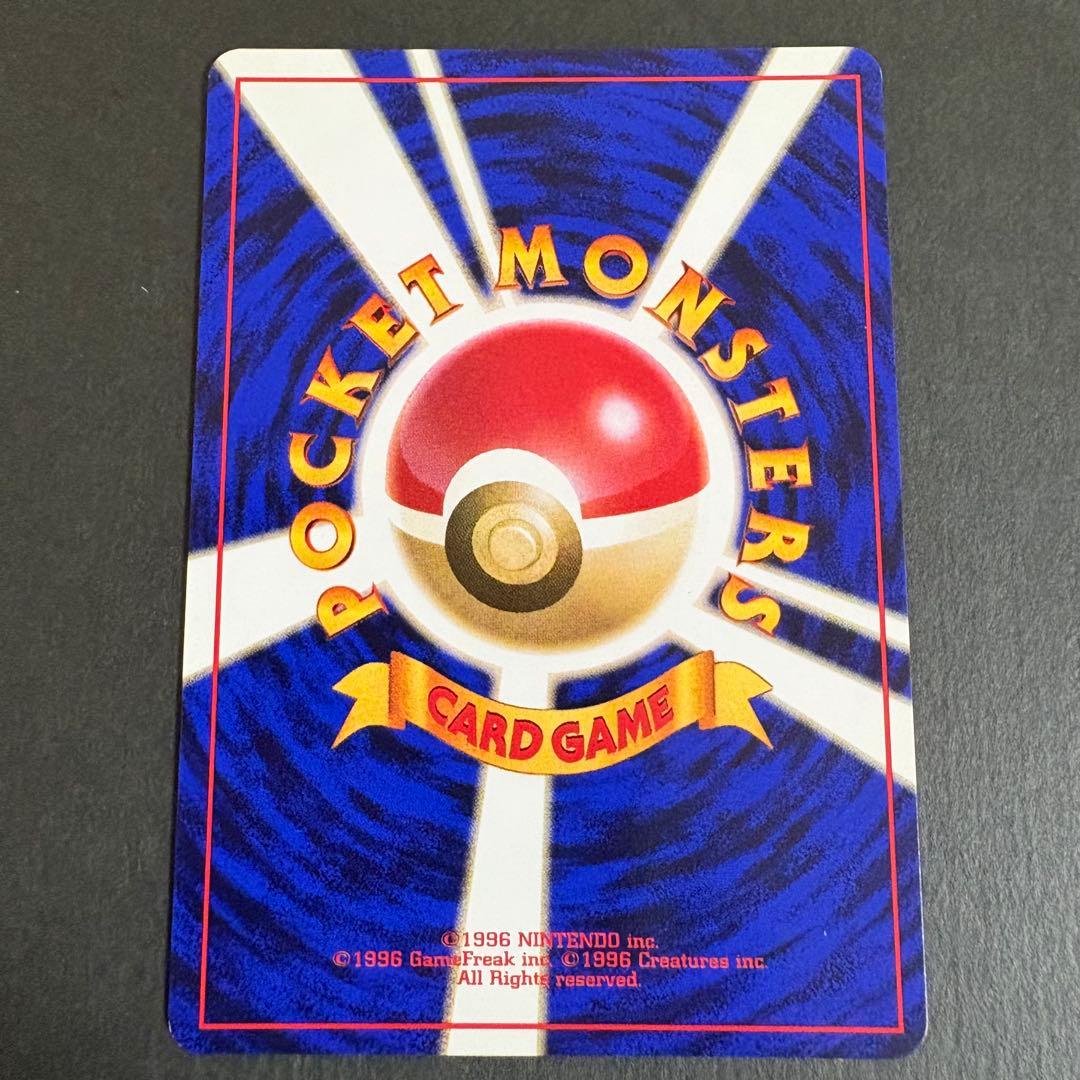 POCKET MONSTERS
CARD GAME
©1996 NINTENDO inc.
©1996 GameFreak inc. ©1996 Creatures inc.
All Rights reserved.